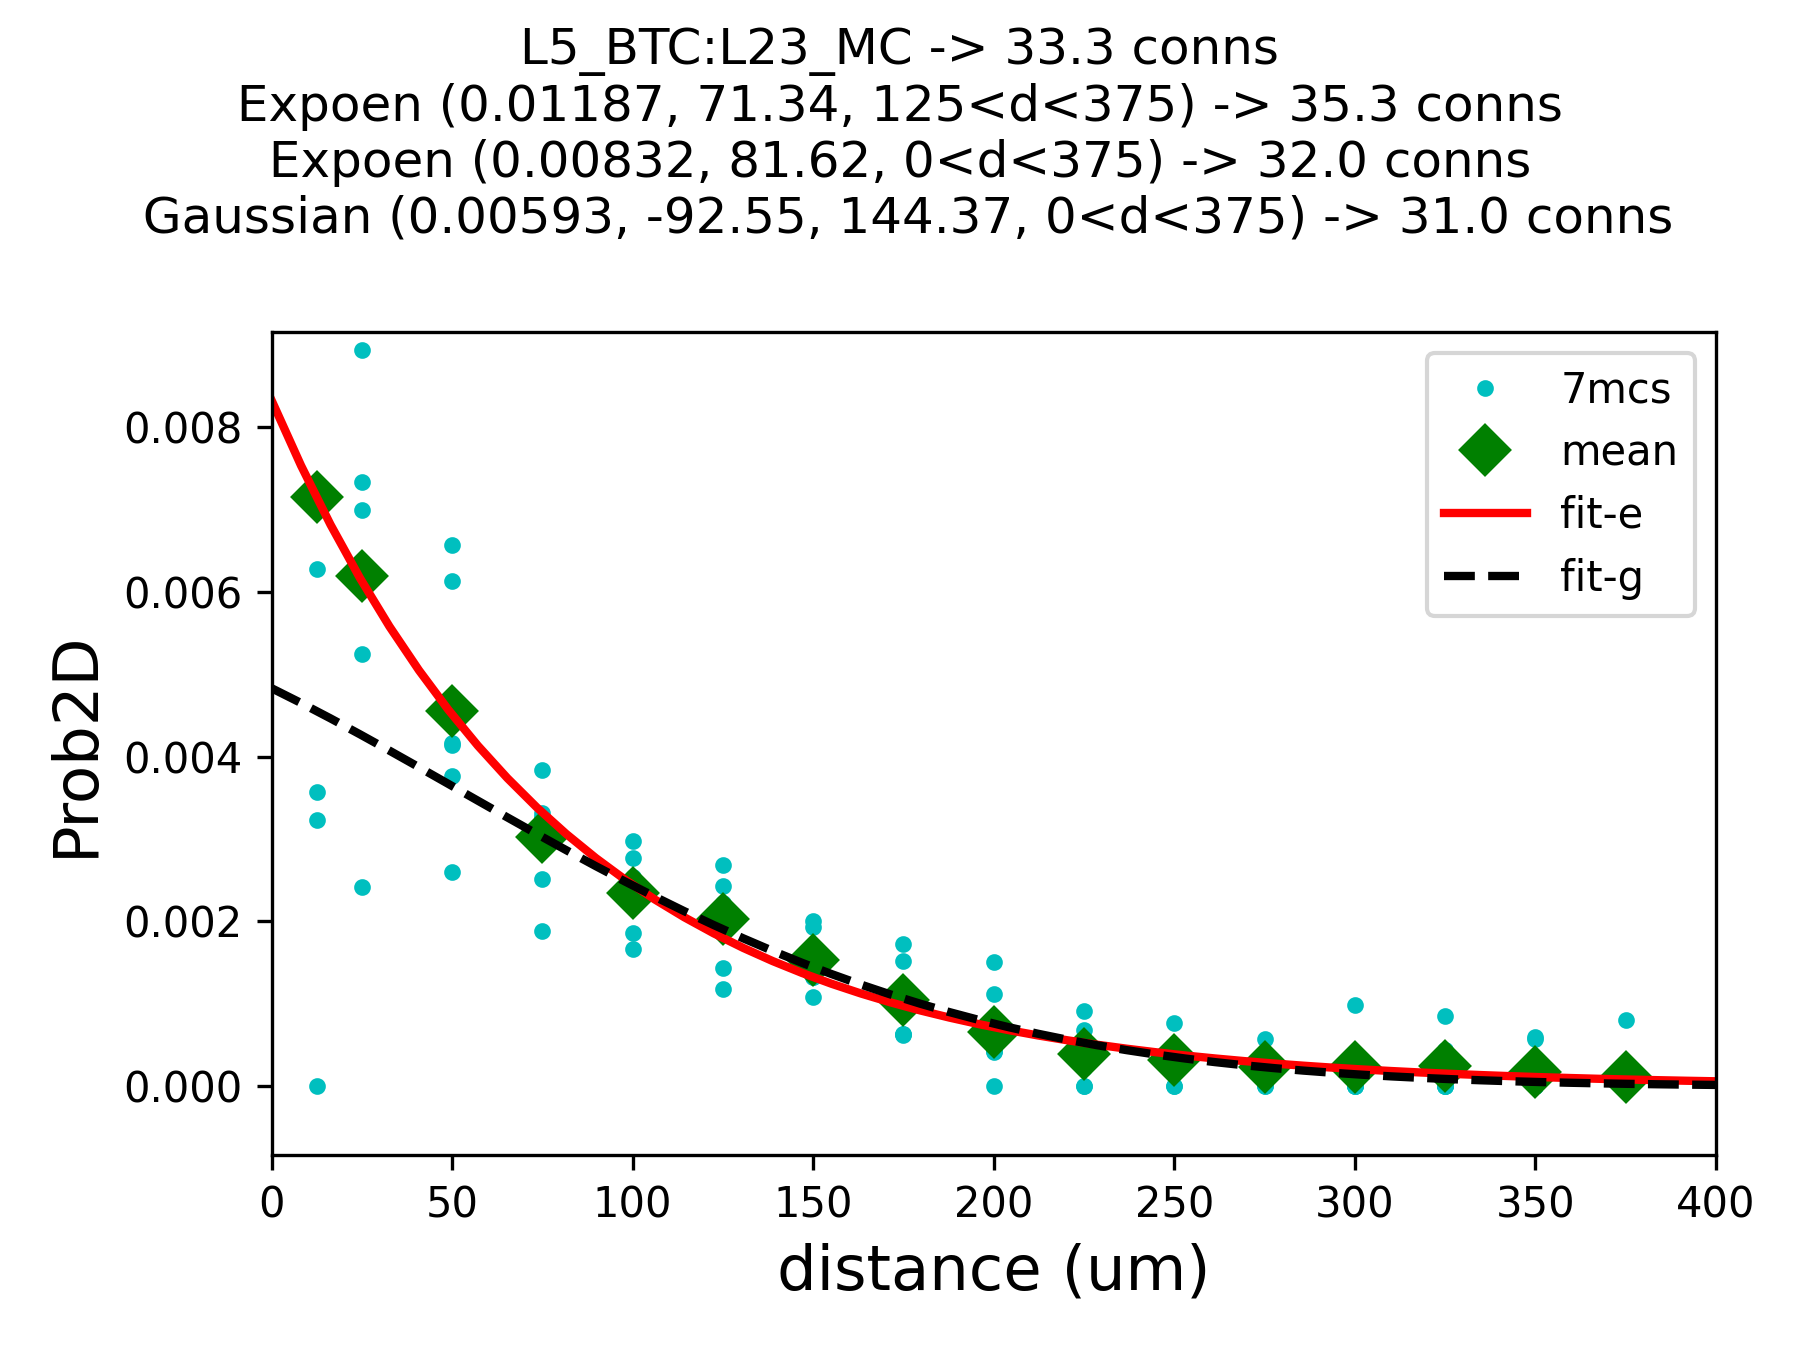 L5_BTC:L23_MC -> 33.3 conns
Expoen (0.01187, 71.34, 125<d<375) -> 35.3 conns
Expoen (0.00832, 81.62, 0<d<375) -> 32.0 conns
Gaussian (0.00593, -92.55, 144.37, 0<d<375) -> 31.0 conns
7mcs
mean
fit-e
fit-g
Prob2D
0.008
0.006
0.004
0.002
0.000
0 50 100 150 200 250 300 350 400
distance (um)